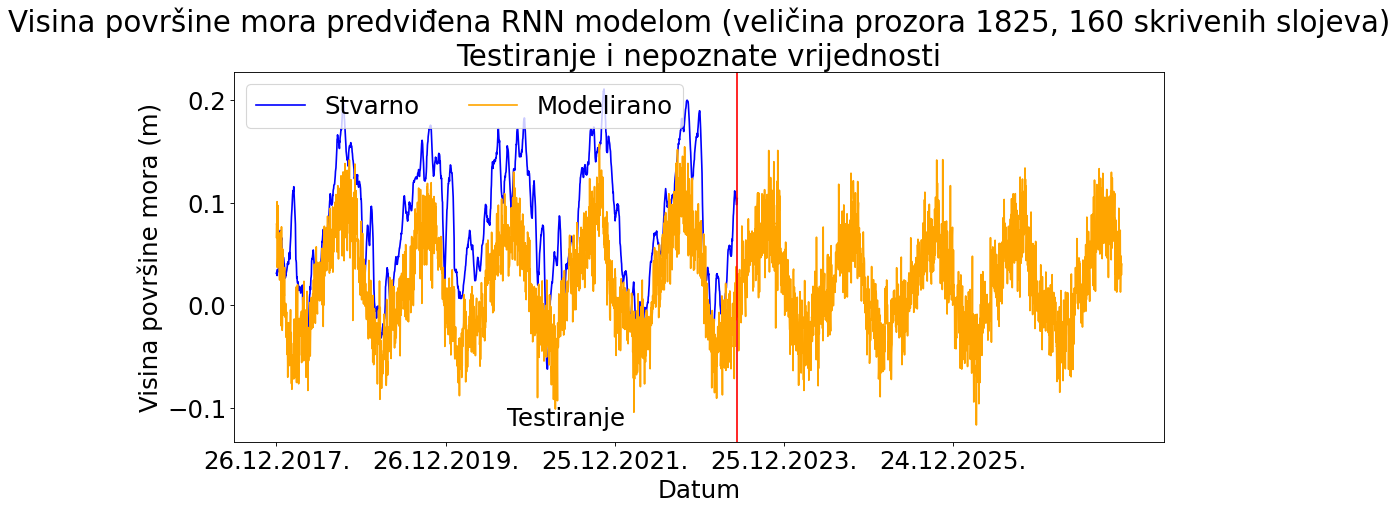 Visina površine mora predviđena RNN modelom (veličina prozora 1825, 160 skrivenih slojeva)
Testiranje i nepoznate vrijednosti
Stvarno Modelirano
Visina površine mora (m)
0.2
0.1
0.0
−0.1
Testiranje
26.12.2017. 26.12.2019. 25.12.2021. 25.12.2023. 24.12.2025.
Datum